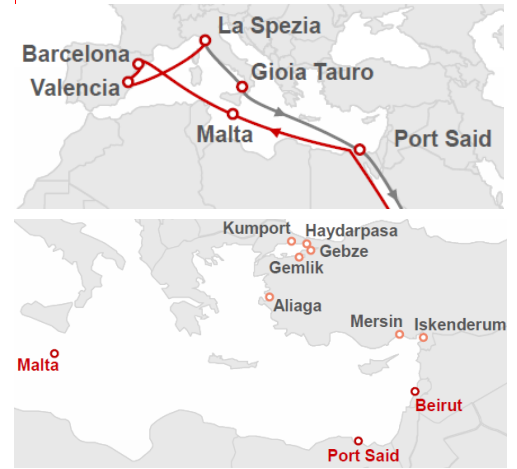 La Spezia
Barcelona
Gioia Tauro
Valencia
Malta
Port Said
Kumport
Haydarpasa
Gebze
Gemlik
Aliaga
Mersin
Iskenderum
Malta
Beirut
Port Said